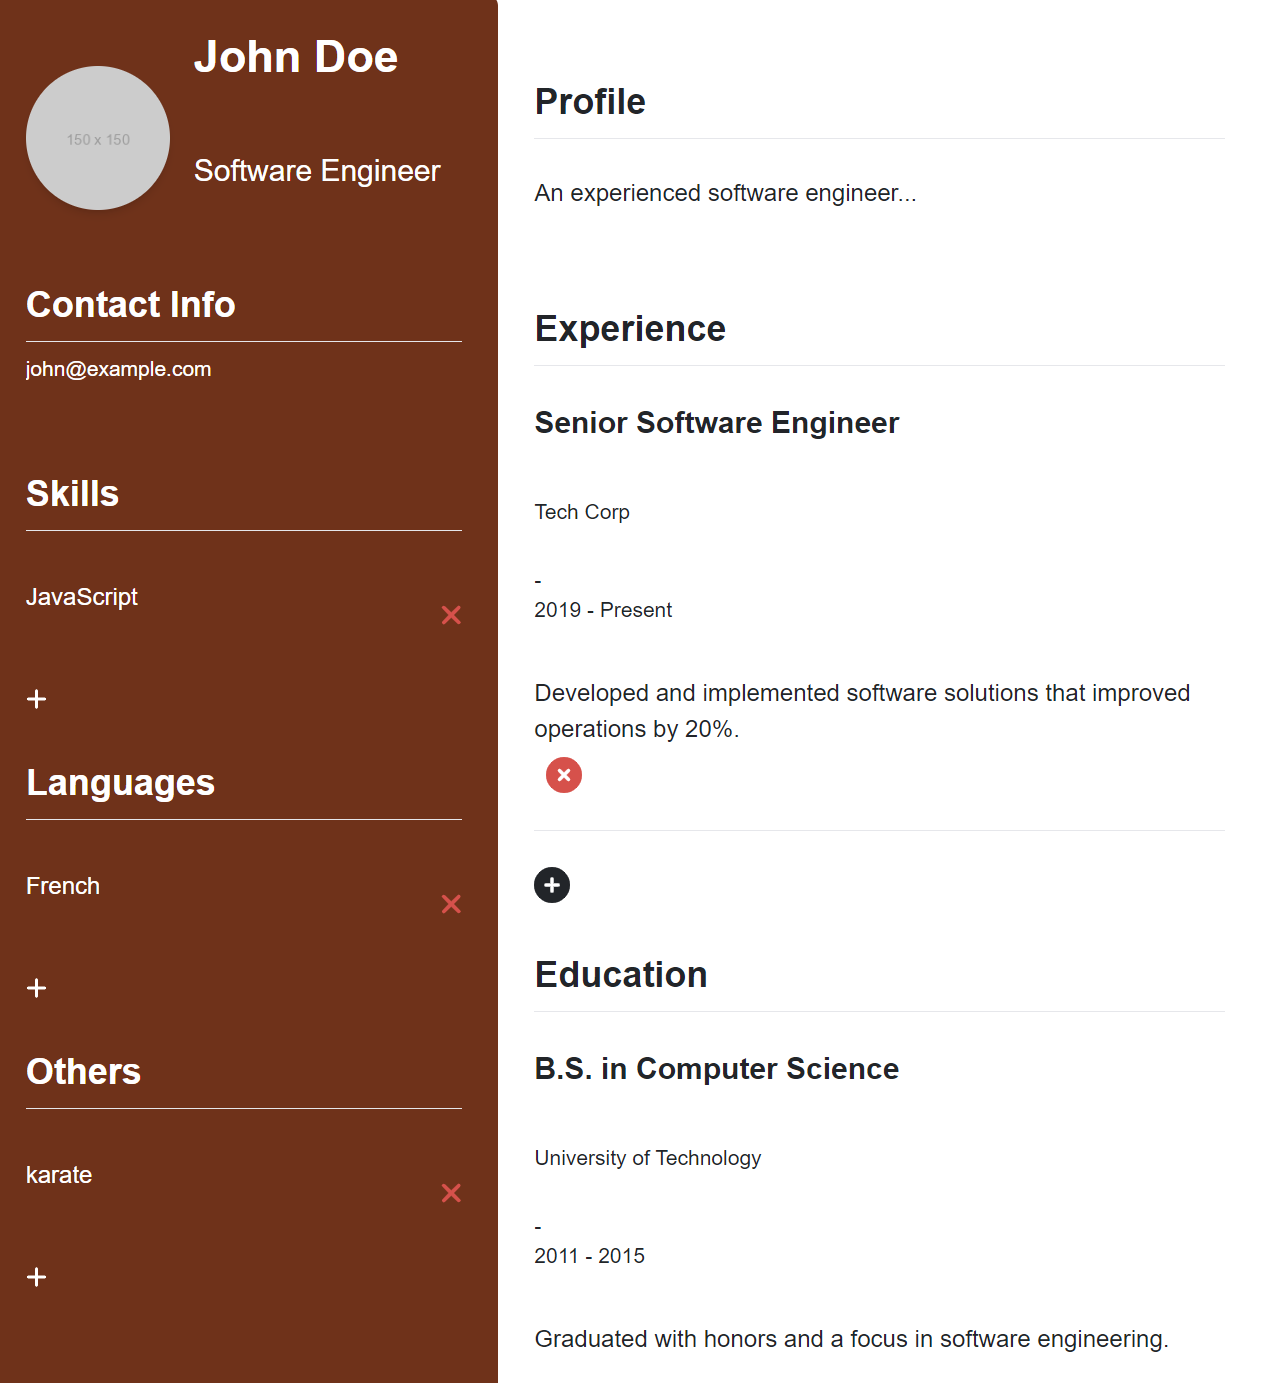 John Doe
150 x 150
Software Engineer
Contact Info
john@example.com
Skills
JavaScript
Languages
French
Others
karate
Profile
An experienced software engineer...
Experience
Senior Software Engineer
Tech Corp
-
2019 - Present
Developed and implemented software solutions that improved
operations by 20%.
Education
B.S. in Computer Science
University of Technology
-
2011 - 2015
Graduated with honors and a focus in software engineering.